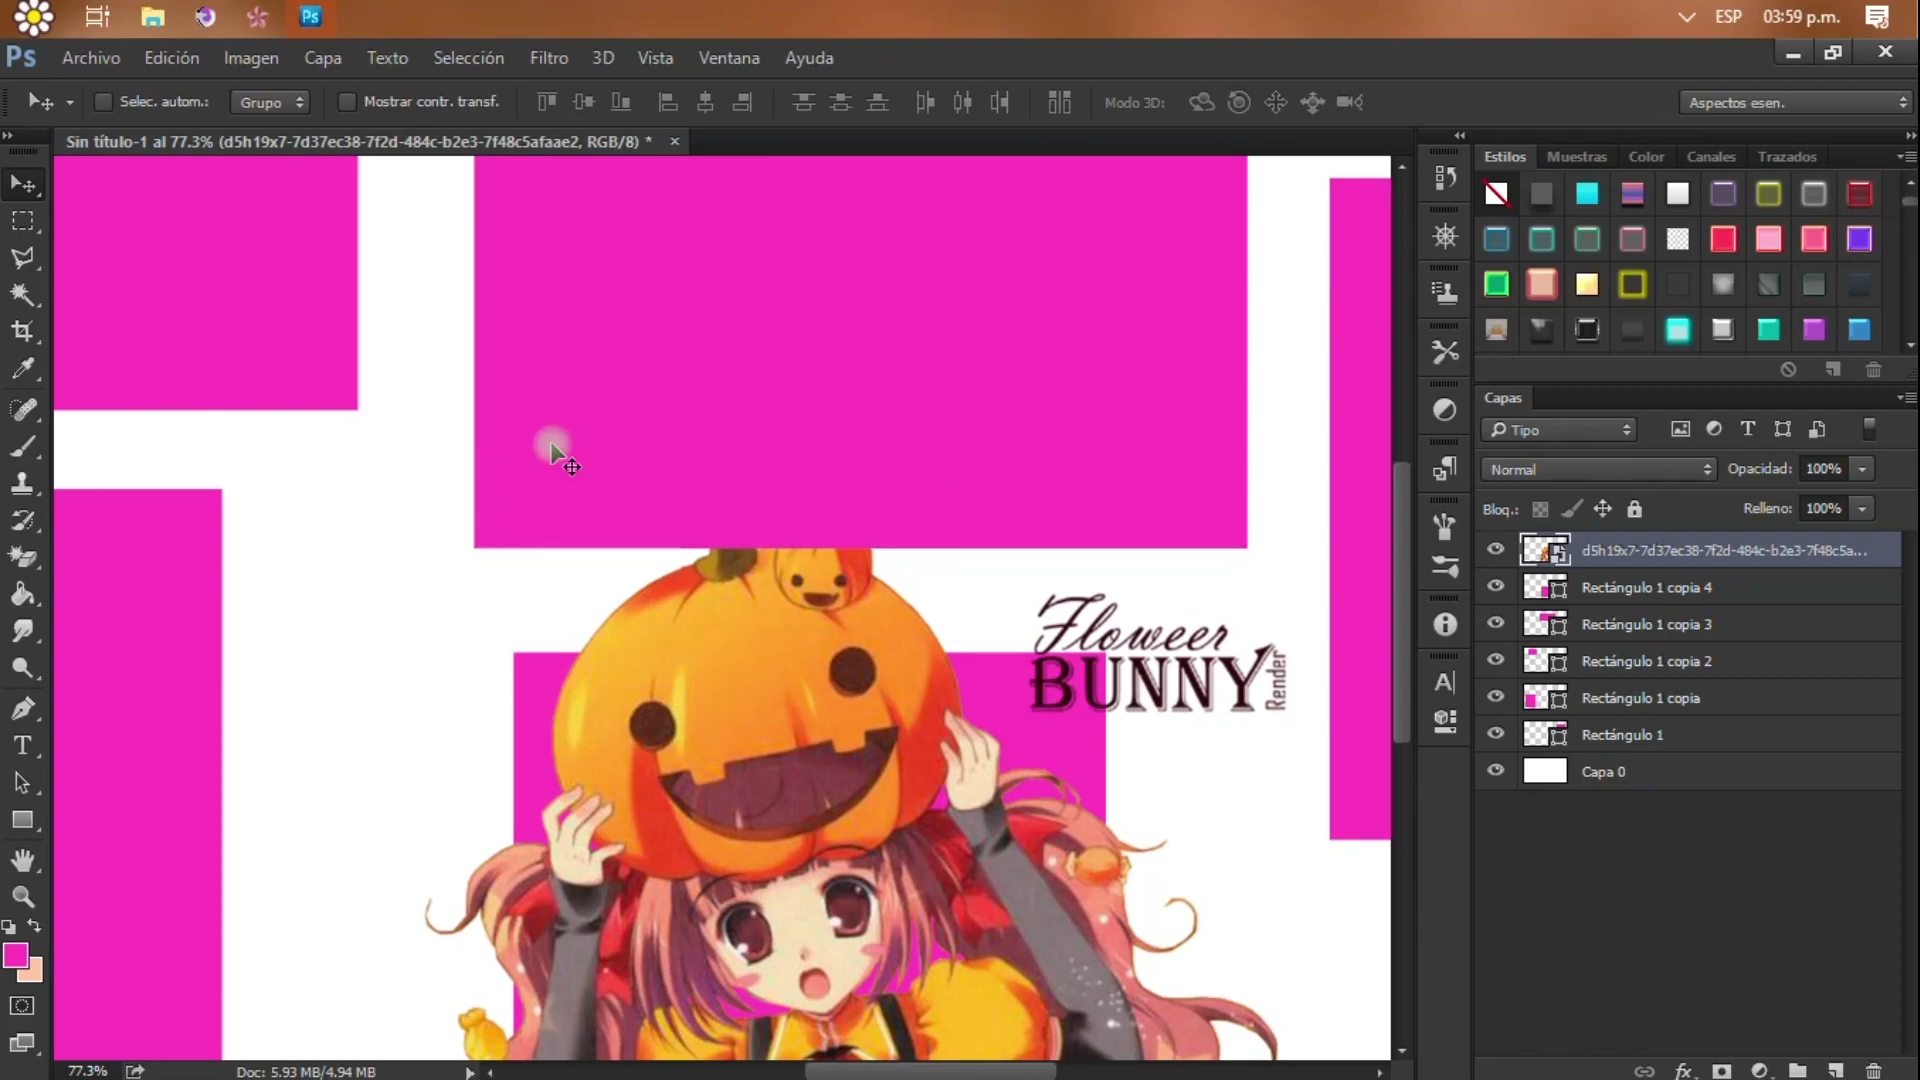 Ps
ESP 03:59 p.m.
Ps Archivo Edición Imagen Capa Texto Selección Filtro 3D Vista Ventana Ayuda
Selec. autom.: Grupo Mostrar contr. transf. Modo 3D: Aspectos esen.
Sin título-1 al 77.3% (d5h19x7-7d37ec38-7f2d-484c-b2e3-7f48c5afaae2, RGB/8) *
Estilos Muestras Color Canales Trazados
Capas
Tipo
Normal Opacidad: 100%
Bloq.: Relleno: 100%
d5h19x7-7d37ec38-7f2d-484c-b2e3-7f48c5a...
Rectángulo 1 copia 4
Rectángulo 1 copia 3
Rectángulo 1 copia 2
Rectángulo 1 copia
Rectángulo 1
Capa 0
Floweer
BUNNY
Render
77.3% Doc: 5.93 MB/4.94 MB
fx